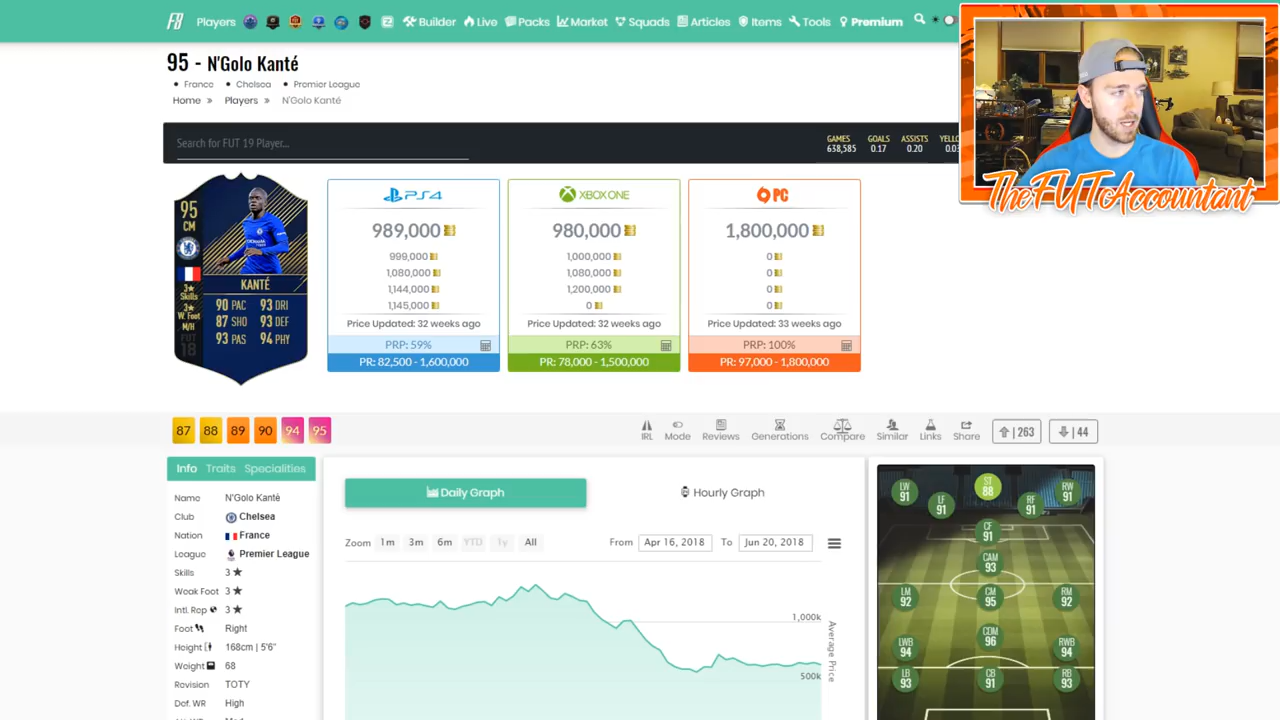 F8 Players Builder Live Packs Market Squads Articles Items Tools Premium
95 - N'Golo Kanté
France Chelsea Premier League
Home » Players » N'Golo Kanté
Search for FUT 19 Player...
GAMES GOALS ASSISTS YELLO
638,585 0.17 0.20 0.03
TheFUTAccountant
95
CM
KANTÉ
3★
Skills
3★
W. Foot
M/H
FUT
18
90 PAC 93 DRI
87 SHO 93 DEF
93 PAS 94 PHY
PS4
989,000
999,000
1,080,000
1,144,000
1,145,000
Price Updated: 32 weeks ago
PRP: 59%
PR: 82,500 - 1,600,000
XBOX ONE
980,000
1,000,000
1,080,000
1,200,000
0
Price Updated: 32 weeks ago
PRP: 63%
PR: 78,000 - 1,500,000
PC
1,800,000
0
0
0
0
Price Updated: 33 weeks ago
PRP: 100%
PR: 97,000 - 1,800,000
87 88 89 90 94 95
IRL Mode Reviews Generations Compare Similar Links Share | 263 | 44
Info Traits Specialities
Name N'Golo Kanté
Club Chelsea
Nation France
League Premier League
Skills 3★
Weak Foot 3★
Intl. Rep 3★
Foot Right
Height 168cm | 5'6"
Weight 68
Revision TOTY
Def. WR High
Daily Graph Hourly Graph
Zoom 1m 3m 6m YTD 1y All From Apr 16, 2018 To Jun 20, 2018
1,000k
500k
Average Price
LW
91
LF
91
ST
88
RF
91
RW
91
CF
91
CAM
93
LM
92
CM
95
RM
92
CDM
96
LWB
94
RWB
94
LB
93
CB
91
RB
93